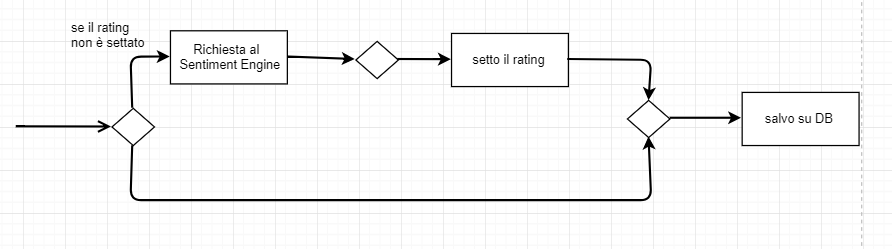 se il rating
non è settato
Richiesta al
Sentiment Engine
setto il rating
salvo su DB